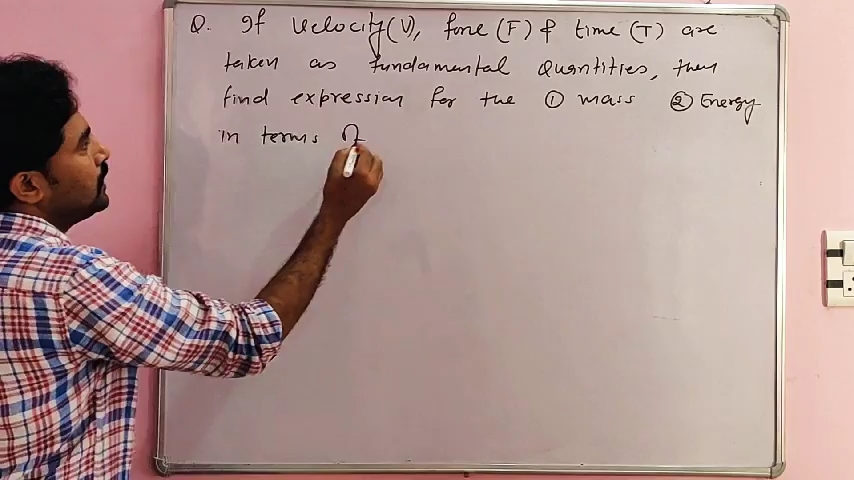 Q. If Velocity (V), force (F) & time (T) are
taken as fundamental Quantities, then
find expression for the ① mass ② Energy
in terms of